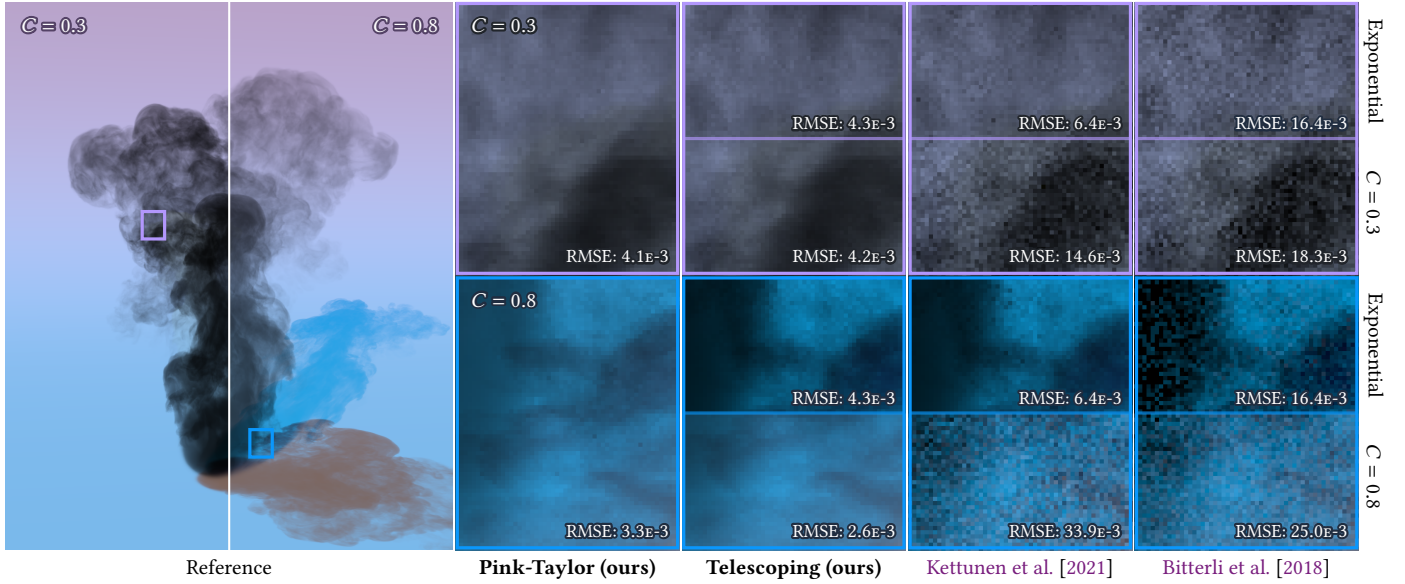 C = 0.3
C = 0.8
C = 0.3
RMSE: 4.1E-3
RMSE: 4.3E-3
RMSE: 6.4E-3
RMSE: 16.4E-3
Exponential
RMSE: 4.2E-3
RMSE: 14.6E-3
RMSE: 18.3E-3
C = 0.3
C = 0.8
RMSE: 3.3E-3
RMSE: 4.3E-3
RMSE: 6.4E-3
RMSE: 16.4E-3
Exponential
RMSE: 2.6E-3
RMSE: 33.9E-3
RMSE: 25.0E-3
C = 0.8
Reference
Pink-Taylor (ours)
Telescoping (ours)
Kettunen et al. [2021]
Bitterli et al. [2018]